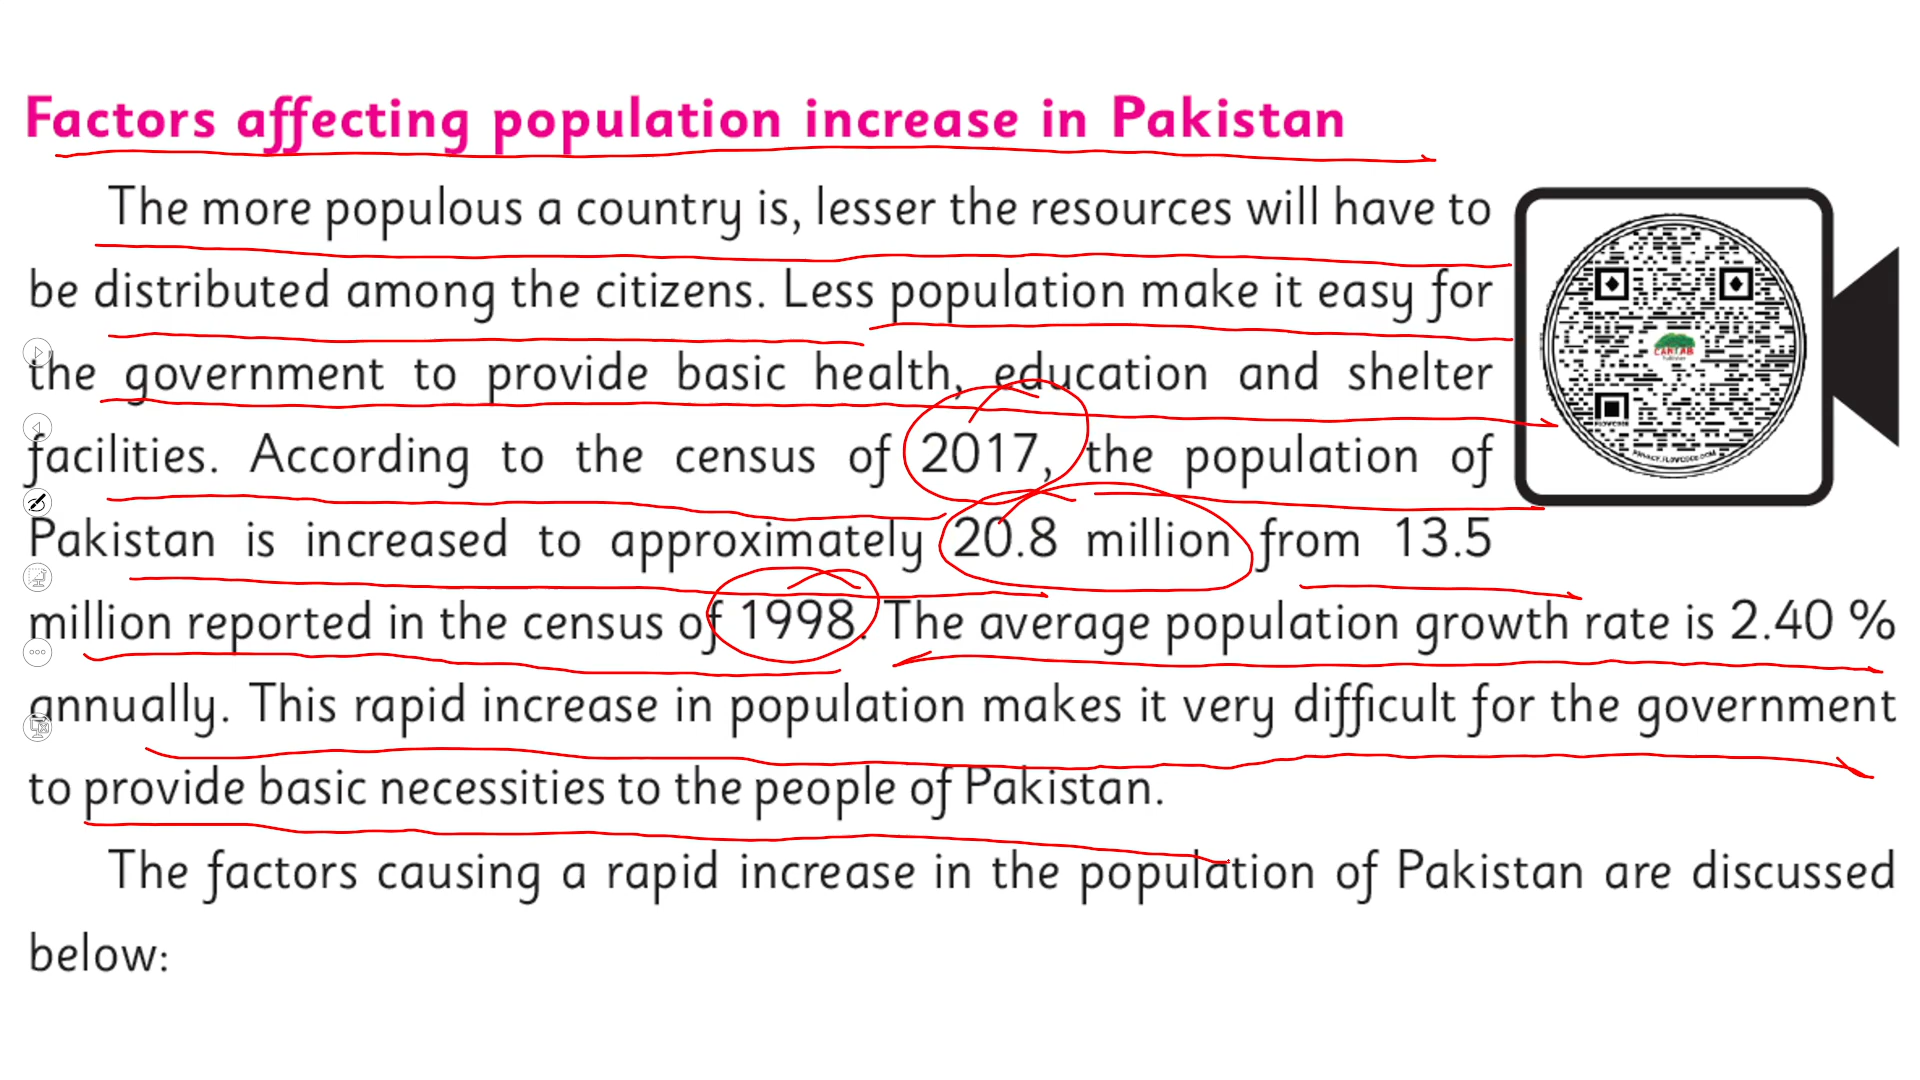 Factors affecting population increase in Pakistan
The more populous a country is, lesser the resources will have to
be distributed among the citizens. Less population make it easy for
the government to provide basic health, education and shelter
facilities. According to the census of 2017, the population of
Pakistan is increased to approximately 20.8 million from 13.5
million reported in the census of 1998. The average population growth rate is 2.40 %
annually. This rapid increase in population makes it very difficult for the government
to provide basic necessities to the people of Pakistan.
The factors causing a rapid increase in the population of Pakistan are discussed
below:
CANTAB
FLOWCODE
PRIVACY.FLOWCODE.COM